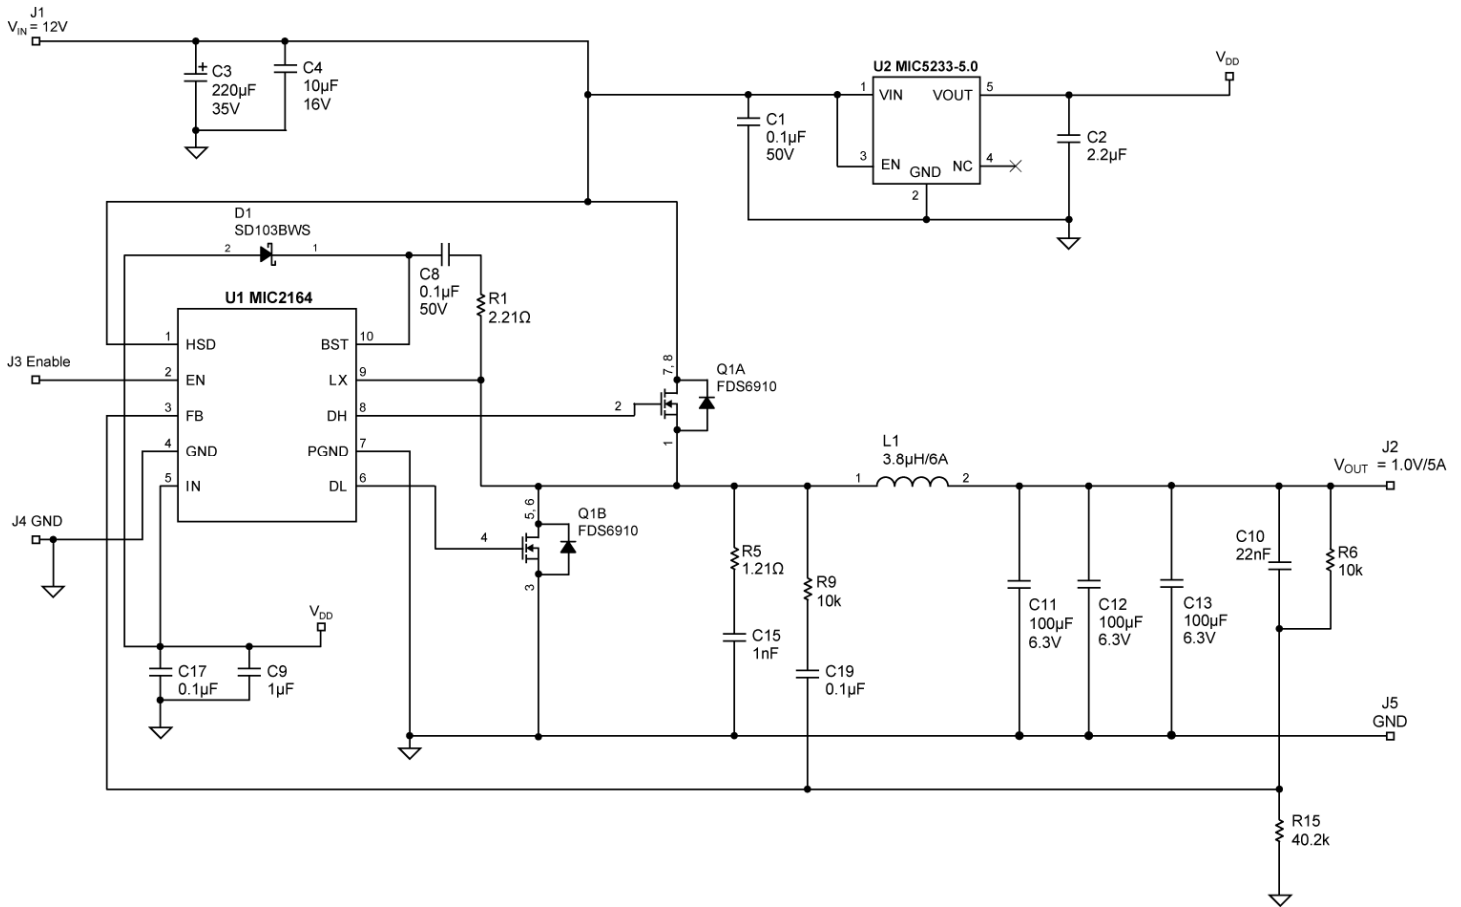 J1
VIN = 12V
C3
220µF
35V
+
C4
10µF
16V
U2 MIC5233-5.0
1
VIN
VOUT
5
VDD
C1
0.1µF
50V
3
EN
GND
NC
4
2
C2
2.2µF
D1
SD103BWS
2
1
C8
0.1µF
50V
R1
2.21Ω
U1 MIC2164
1
HSD
BST
10
J3 Enable
2
EN
LX
9
3
FB
DH
8
4
GND
PGND
7
5
IN
DL
6
J4 GND
7, 8
Q1A
FDS6910
2
1
5, 6
Q1B
FDS6910
4
3
L1
3.8µH/6A
1
2
J2
VOUT = 1.0V/5A
R5
1.21Ω
R9
10k
C10
22nF
R6
10k
C11
100µF
6.3V
C12
100µF
6.3V
C13
100µF
6.3V
C15
1nF
C19
0.1µF
VDD
C17
0.1µF
C9
1µF
J5
GND
R15
40.2k